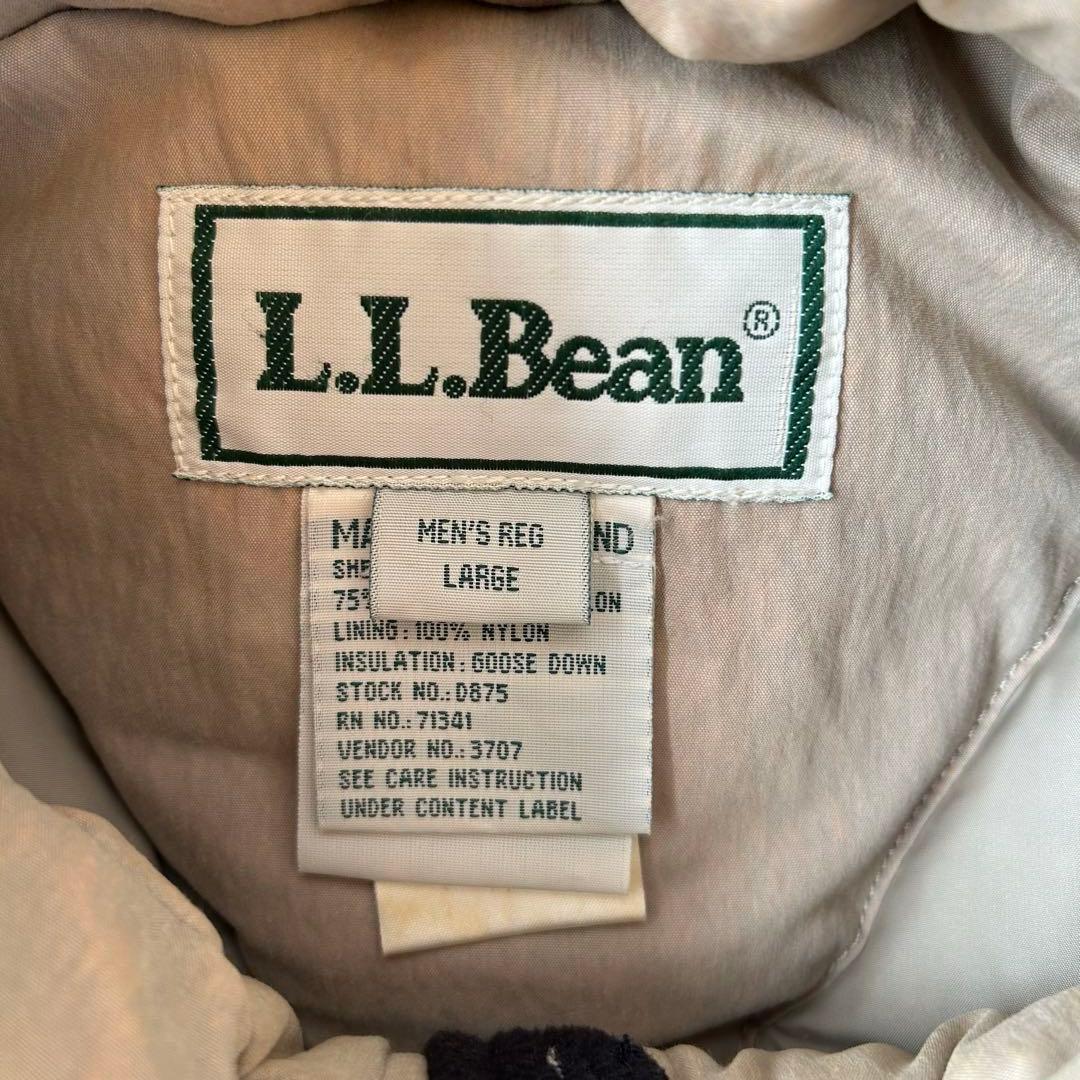 L.L.Bean®
MEN'S REG
LARGE
LINING: 100% NYLON
INSULATION: GOOSE DOWN
STOCK NO.: D875
RN NO.: 71341
VENDOR NO.: 3707
SEE CARE INSTRUCTION
UNDER CONTENT LABEL